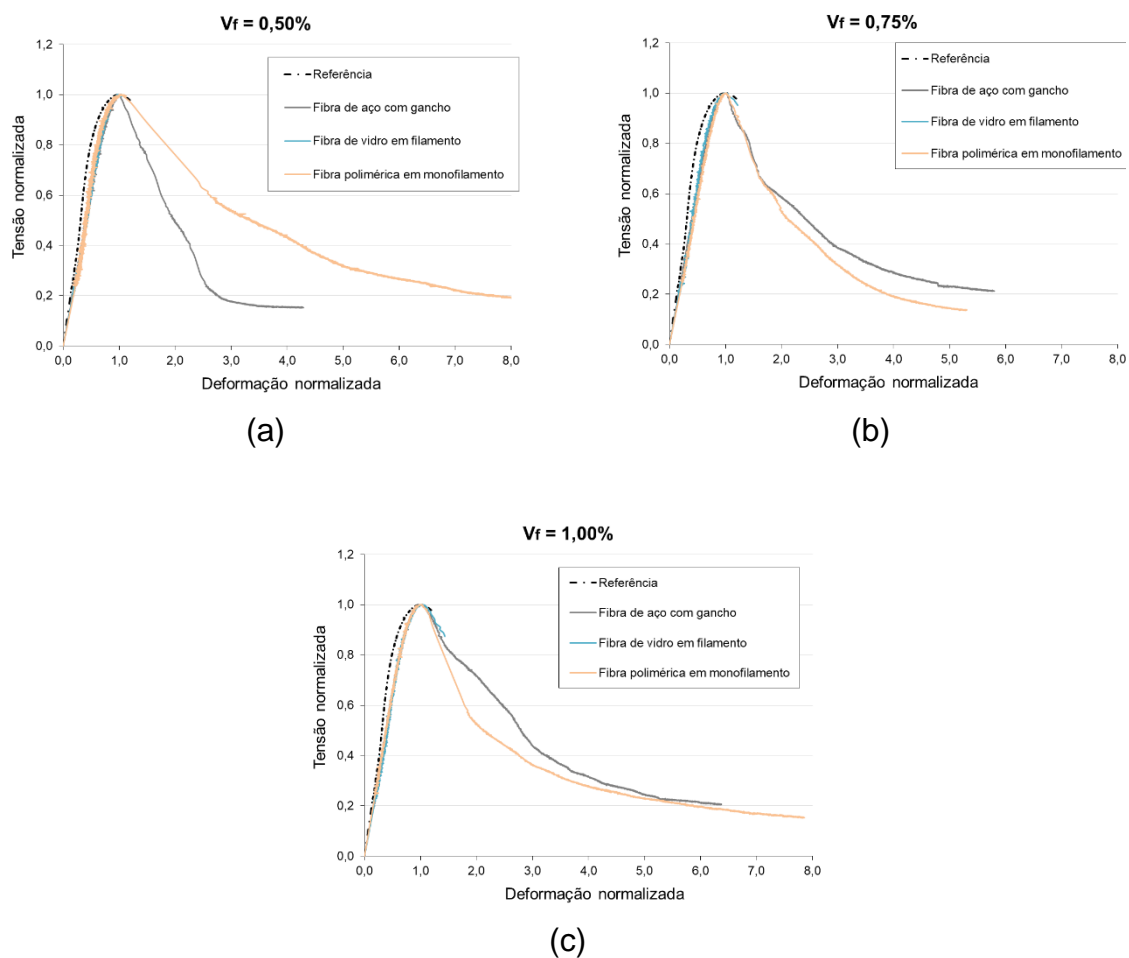 Vf = 0,50%
1,2
1,0
0,8
0,6
0,4
0,2
0,0
Tensão normalizada
0,0 1,0 2,0 3,0 4,0 5,0 6,0 7,0 8,0
Deformação normalizada
Referência
Fibra de aço com gancho
Fibra de vidro em filamento
Fibra polimérica em monofilamento
(a)
Vf = 0,75%
1,2
1,0
0,8
0,6
0,4
0,2
0,0
Tensão normalizada
0,0 1,0 2,0 3,0 4,0 5,0 6,0 7,0 8,0
Deformação normalizada
Referência
Fibra de aço com gancho
Fibra de vidro em filamento
Fibra polimérica em monofilamento
(b)
Vf = 1,00%
1,2
1,0
0,8
0,6
0,4
0,2
0,0
Tensão normalizada
0,0 1,0 2,0 3,0 4,0 5,0 6,0 7,0 8,0
Deformação normalizada
Referência
Fibra de aço com gancho
Fibra de vidro em filamento
Fibra polimérica em monofilamento
(c)